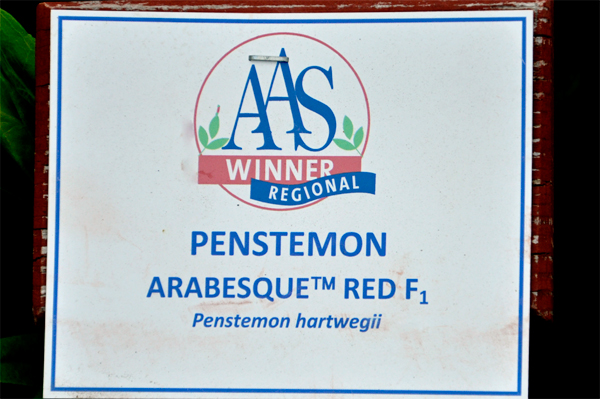 AAS
WINNER
REGIONAL
PENSTEMON
ARABESQUE™ RED F₁
Penstemon hartwegii